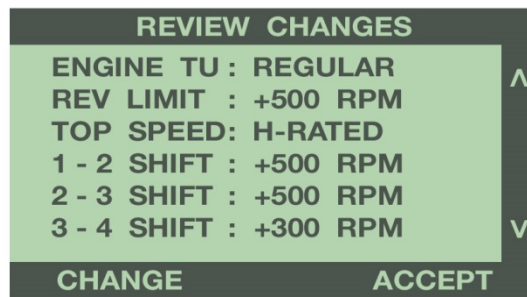 REVIEW CHANGES
ENGINE TU : REGULAR
REV LIMIT : +500 RPM
TOP SPEED: H-RATED
1 - 2 SHIFT : +500 RPM
2 - 3 SHIFT : +500 RPM
3 - 4 SHIFT : +300 RPM
CHANGE ACCEPT